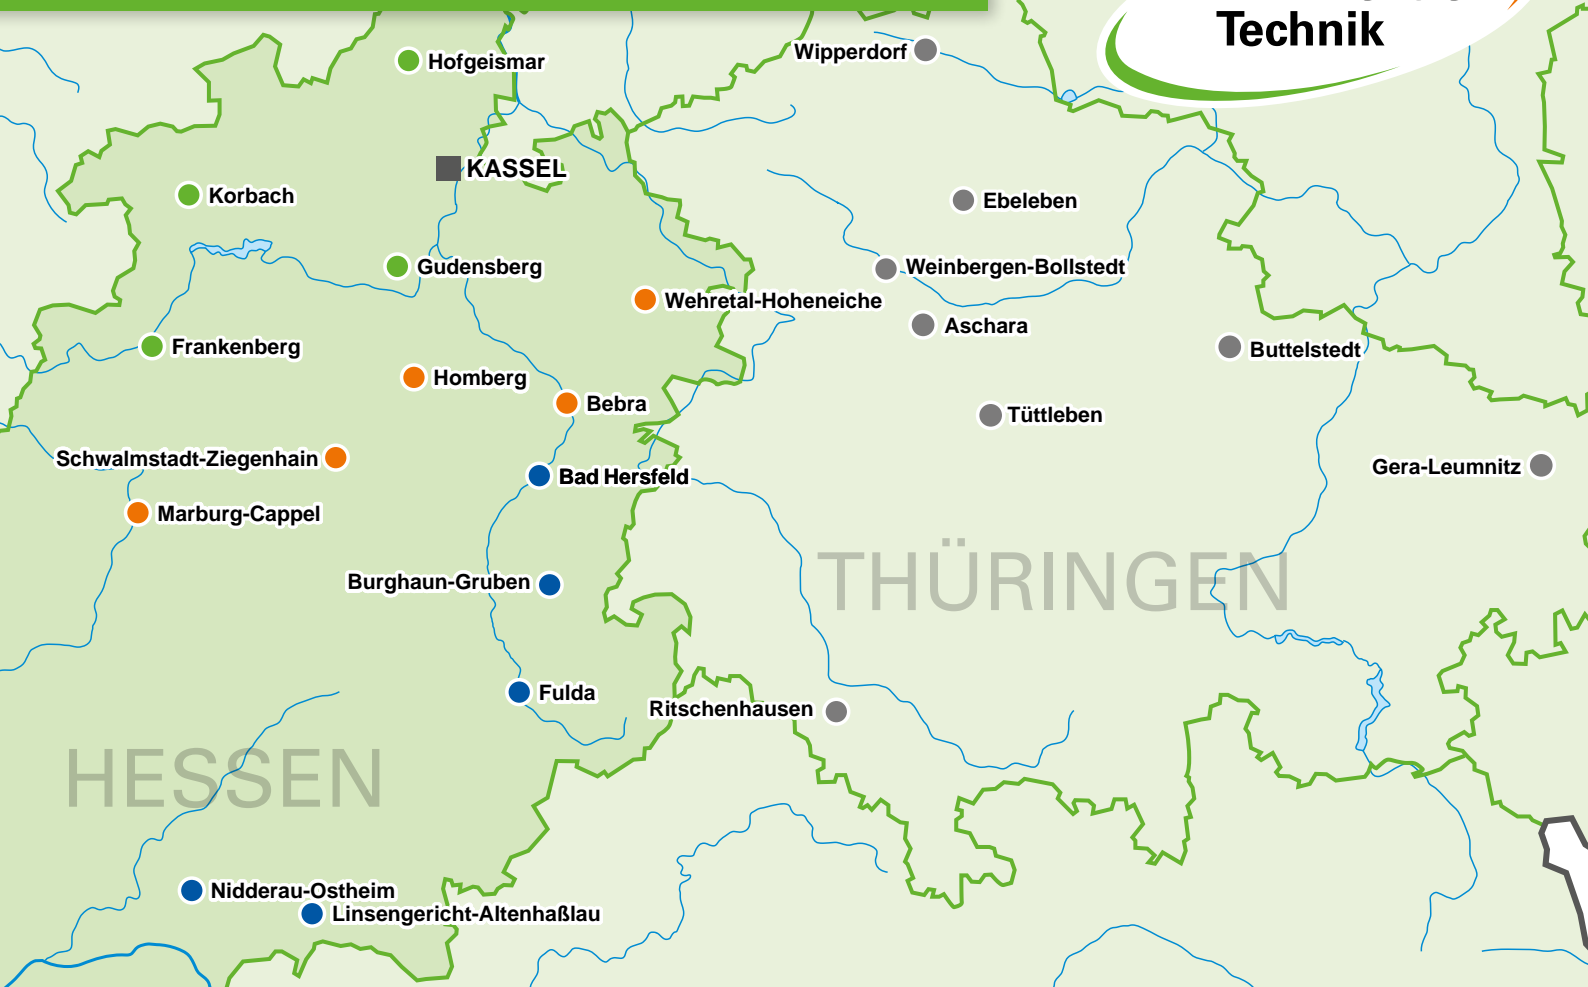 Technik
Wipperdorf
Hofgeismar
KASSEL
Korbach
Ebeleben
Gudensberg
Weinbergen-Bollstedt
Wehretal-Hoheneiche
Aschara
Frankenberg
Buttelstedt
Homberg
Bebra
Tüttleben
Schwalmstadt-Ziegenhain
Gera-Leumnitz
Bad Hersfeld
Marburg-Cappel
THÜRINGEN
Burghaun-Gruben
Fulda
Ritschenhausen
HESSEN
Nidderau-Ostheim
Linsengericht-Altenhaßlau